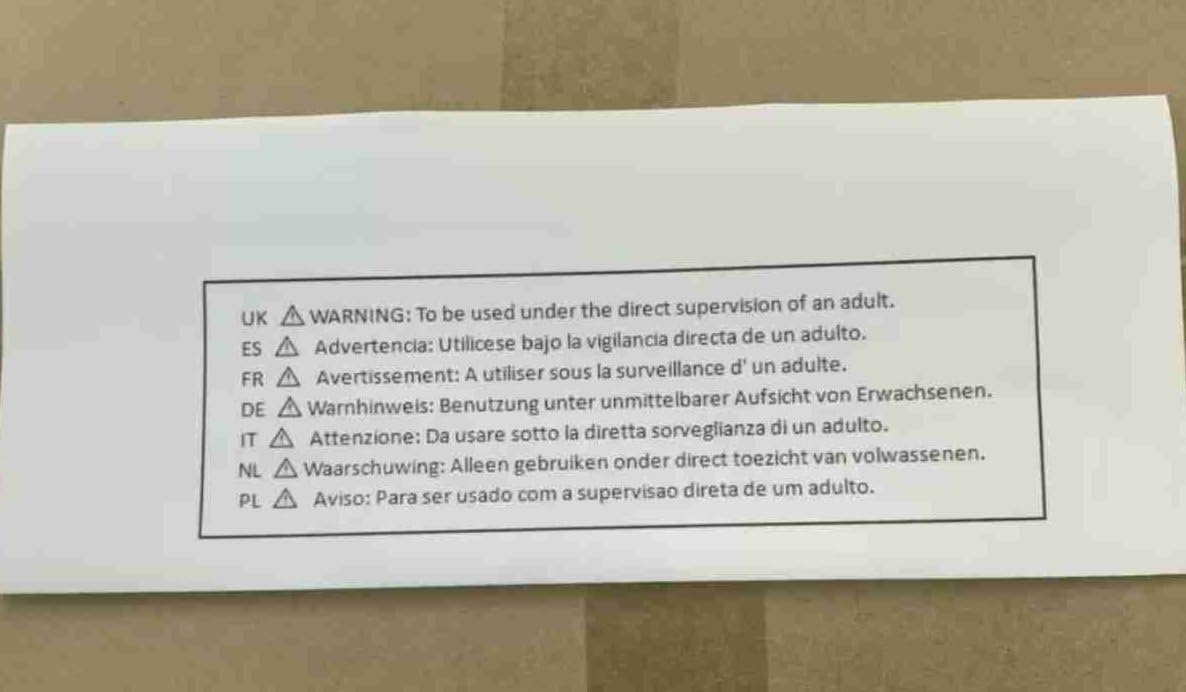 UK ⚠ WARNING: To be used under the direct supervision of an adult.
ES ⚠ Advertencia: Utilicese bajo la vigilancia directa de un adulto.
FR ⚠ Avertissement: A utiliser sous la surveillance d' un adulte.
DE ⚠ Warnhinweis: Benutzung unter unmittelbarer Aufsicht von Erwachsenen.
IT ⚠ Attenzione: Da usare sotto la diretta sorveglianza di un adulto.
NL ⚠ Waarschuwing: Alleen gebruiken onder direct toezicht van volwassenen.
PL ⚠ Aviso: Para ser usado com a supervisao direta de um adulto.